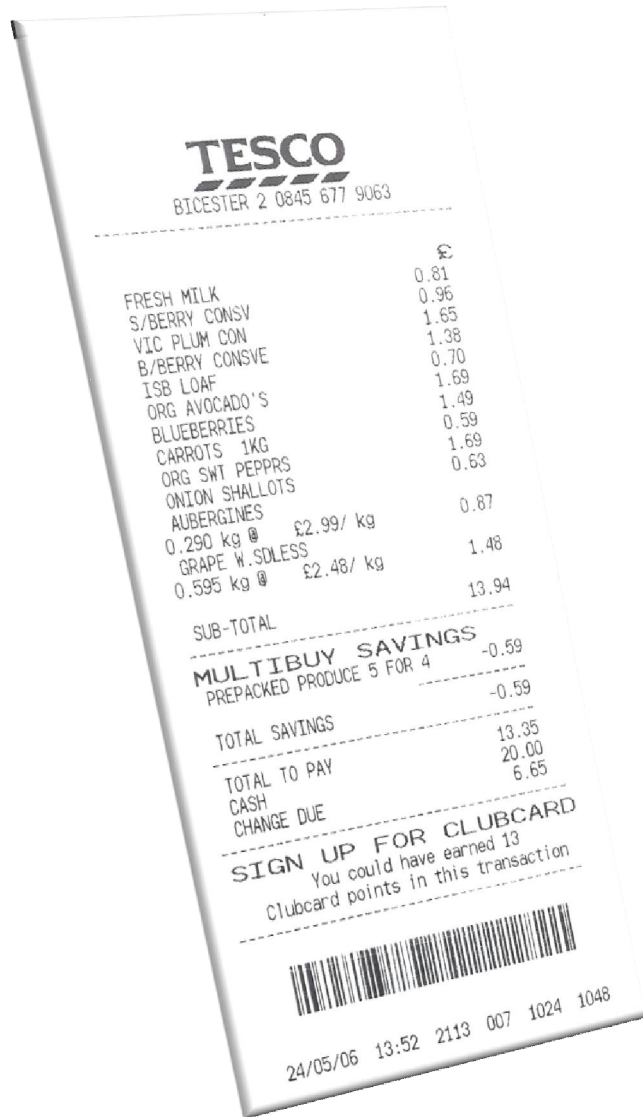 TESCO
BICESTER 2 0845 677 9063
£
FRESH MILK 0.81
S/BERRY CONSV 0.96
VIC PLUM CON 1.65
B/BERRY CONSVE 1.38
ISB LOAF 0.70
ORG AVOCADO'S 1.69
BLUEBERRIES 1.49
CARROTS 1KG 0.59
ORG SWT PEPPRS 1.69
ONION SHALLOTS 0.63
AUBERGINES
0.290 kg @ £2.99/ kg 0.87
GRAPE W.SDLESS
0.595 kg @ £2.48/ kg 1.48
SUB-TOTAL 13.94
MULTIBUY SAVINGS
PREPACKED PRODUCE 5 FOR 4 -0.59
TOTAL SAVINGS -0.59
TOTAL TO PAY 13.35
CASH 20.00
CHANGE DUE 6.65
SIGN UP FOR CLUBCARD
You could have earned 13
Clubcard points in this transaction
24/05/06 13:52 2113 007 1024 1048